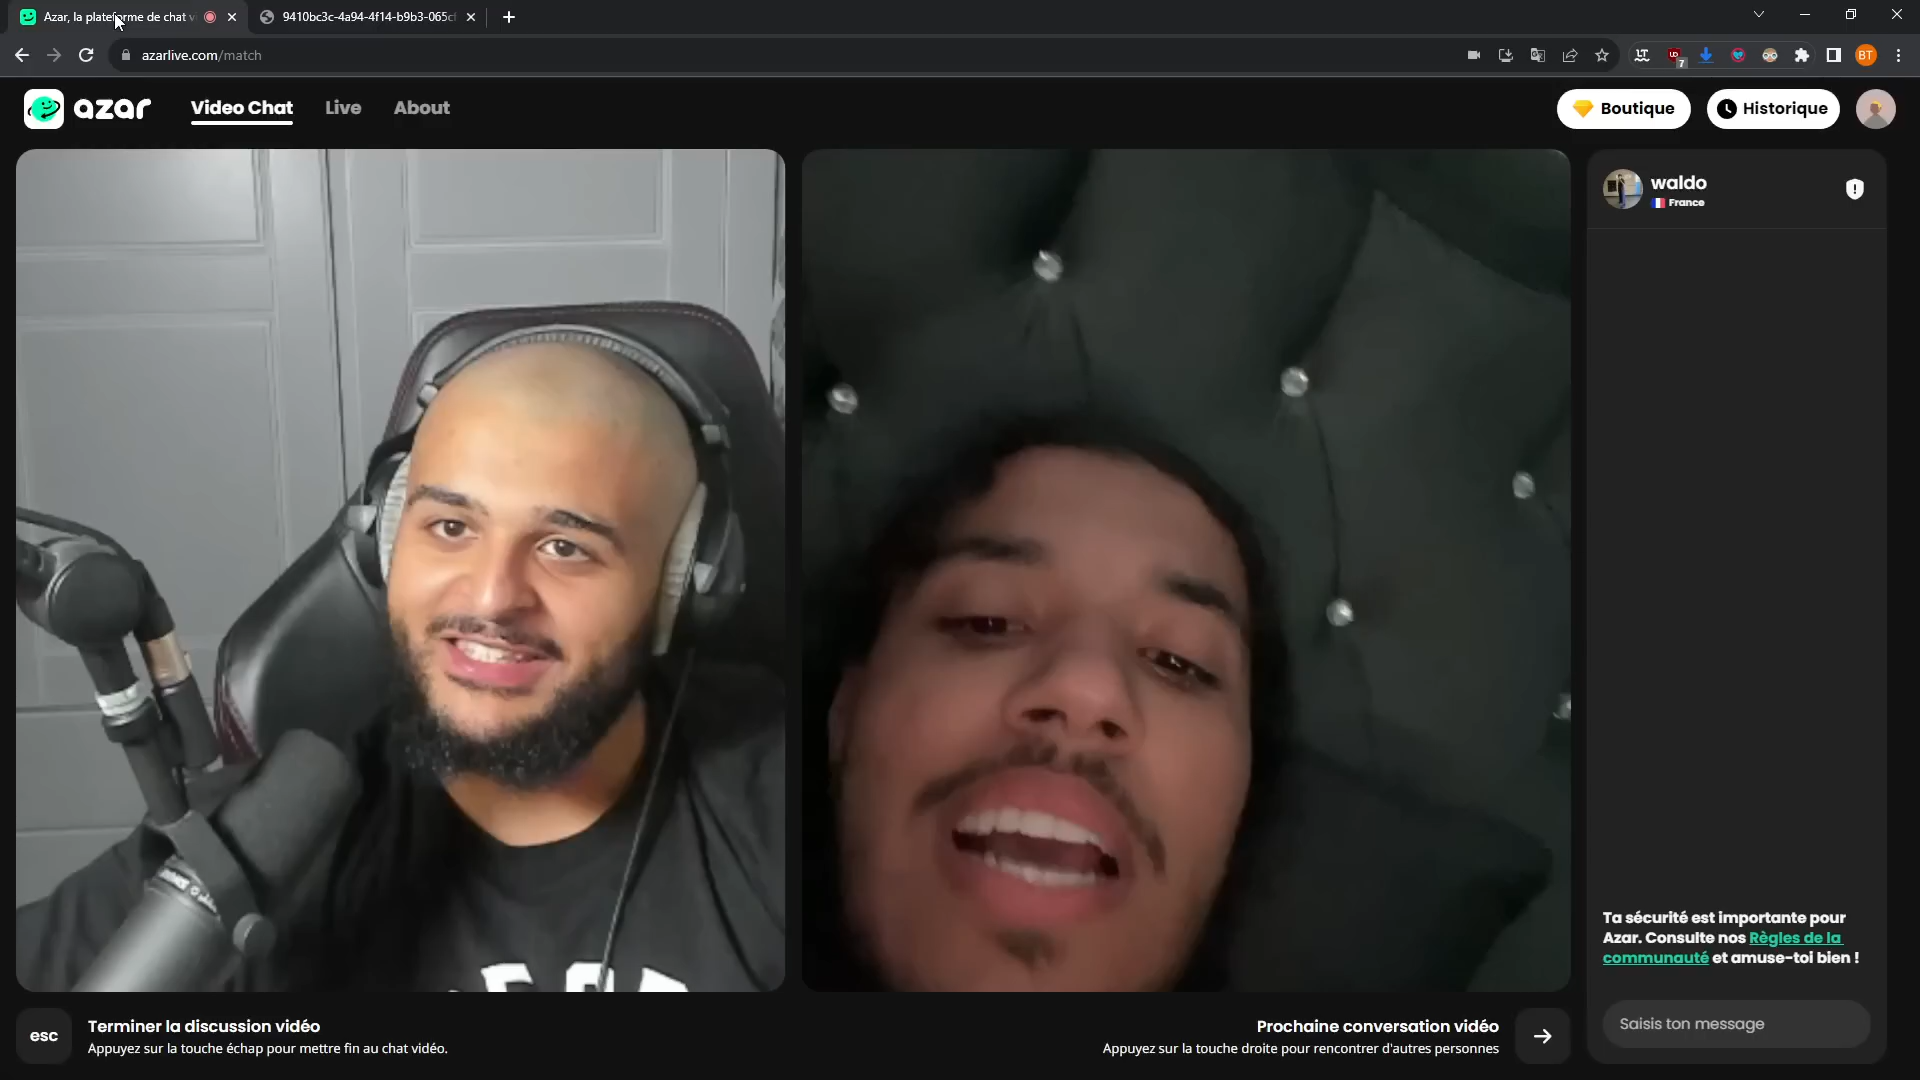 Azar, la plateforme de chat v
9410bc3c-4a94-4f14-b9b3-065cf
azarlive.com/match
7
BT
azar
Video Chat
Live
About
Boutique
Historique
waldo
France
Ta sécurité est importante pour
Azar. Consulte nos Règles de la
communauté et amuse-toi bien !
Saisis ton message
esc
Terminer la discussion vidéo
Appuyez sur la touche échap pour mettre fin au chat vidéo.
Prochaine conversation vidéo
Appuyez sur la touche droite pour rencontrer d'autres personnes